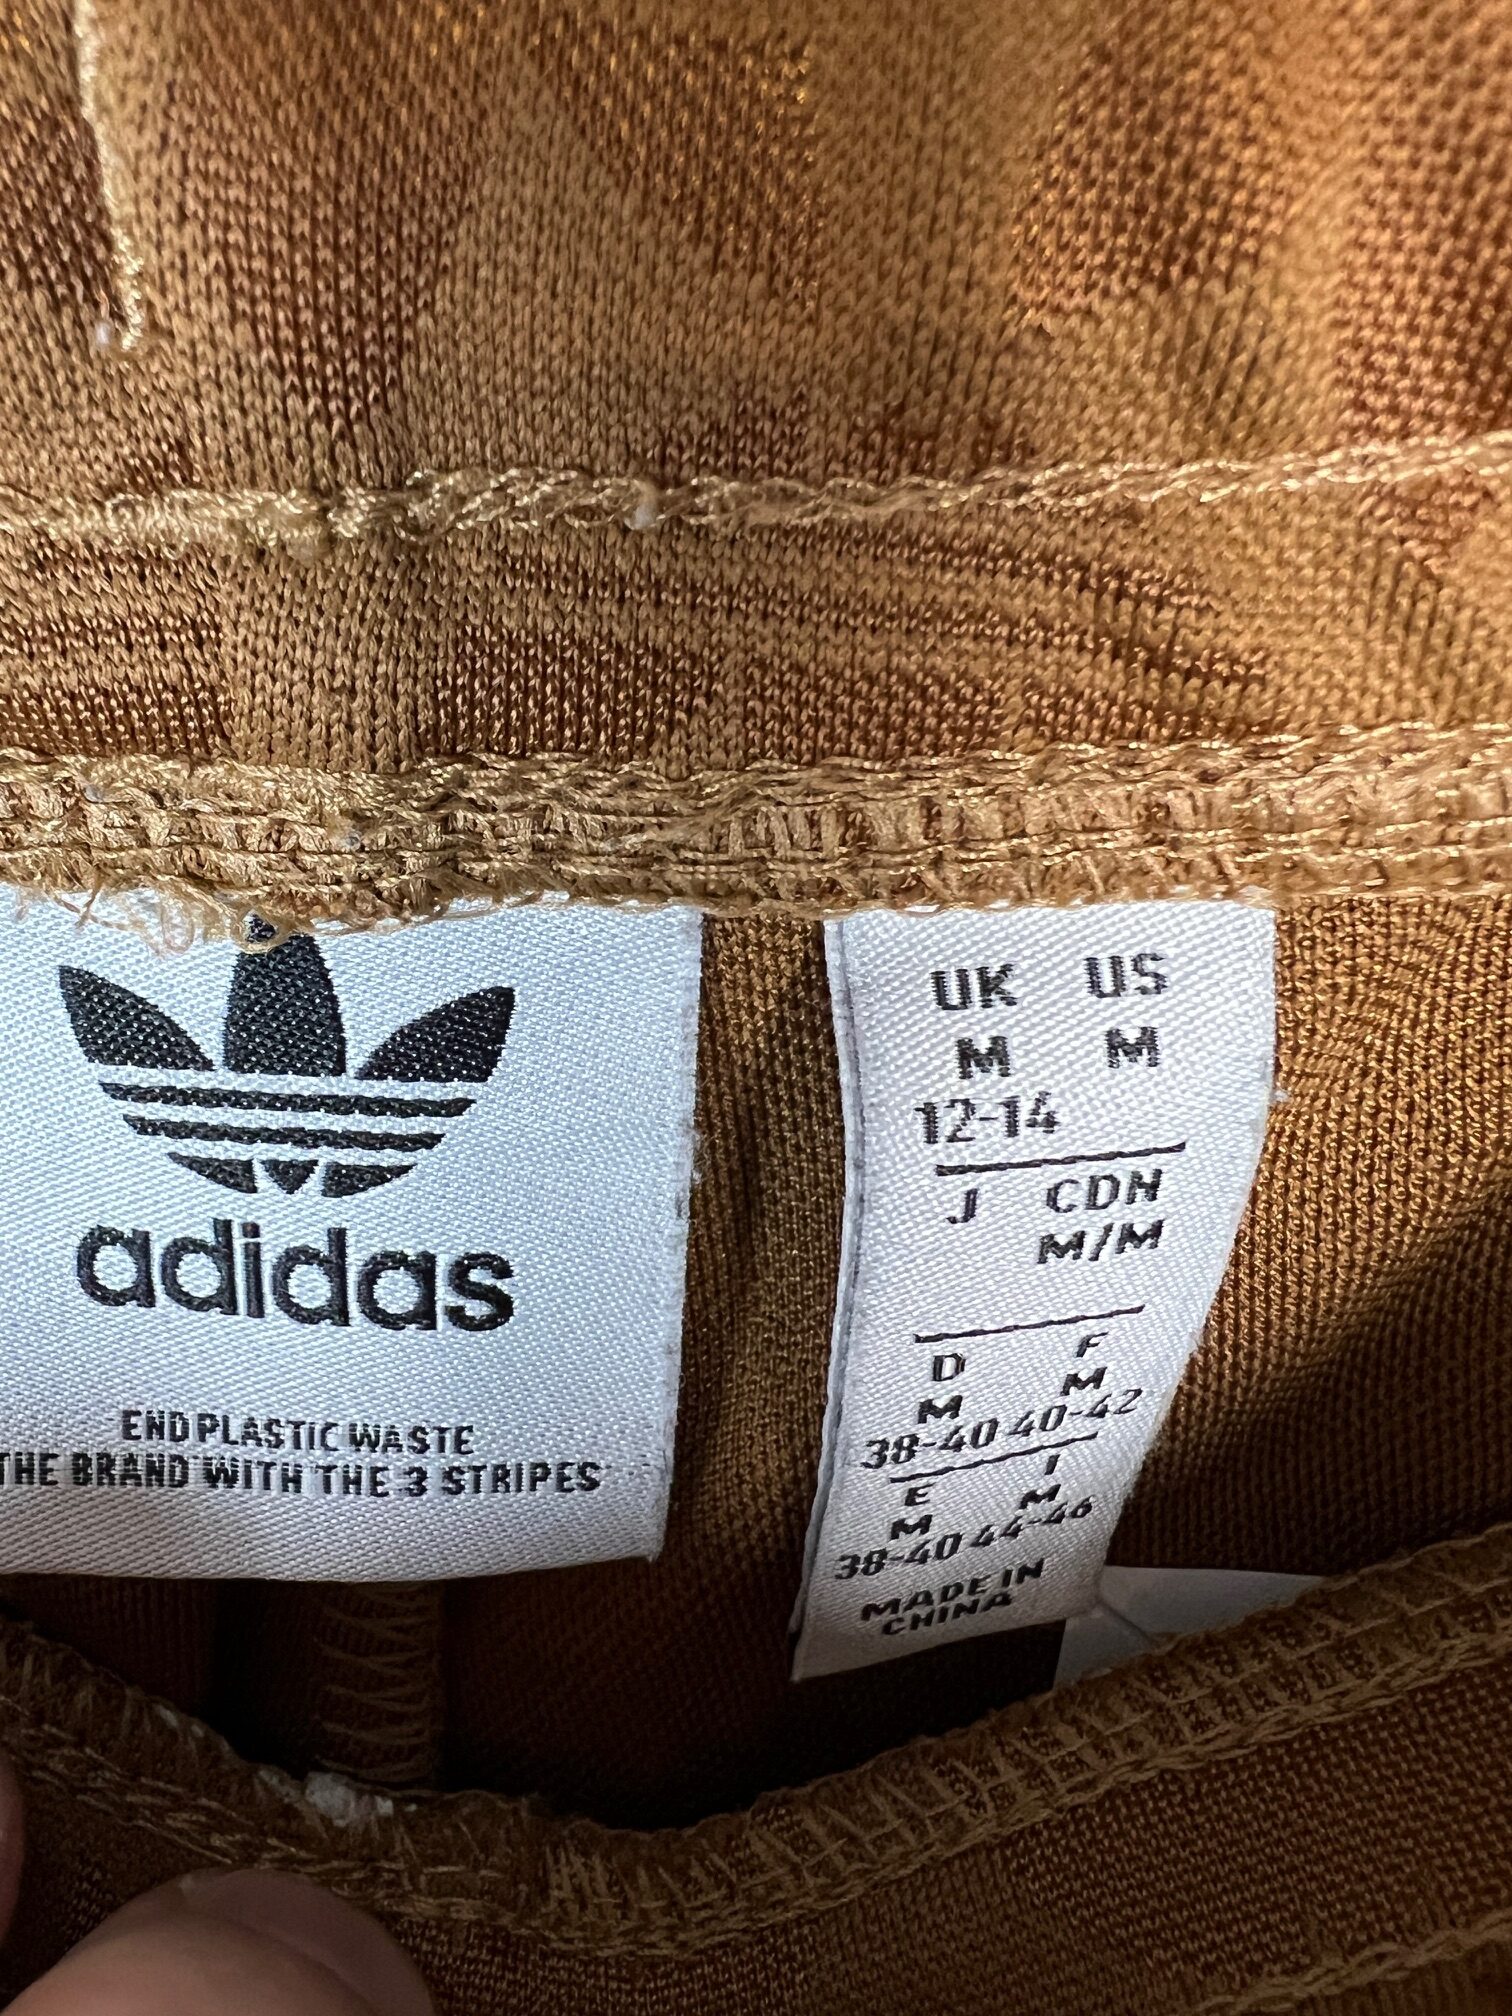 adidas
END PLASTIC WASTE
THE BRAND WITH THE 3 STRIPES
UK US
M M
12-14
J CDN
M/M
D F
M M
38-40 40-42
E I
M M
38-40 44-46
MADE IN
CHINA